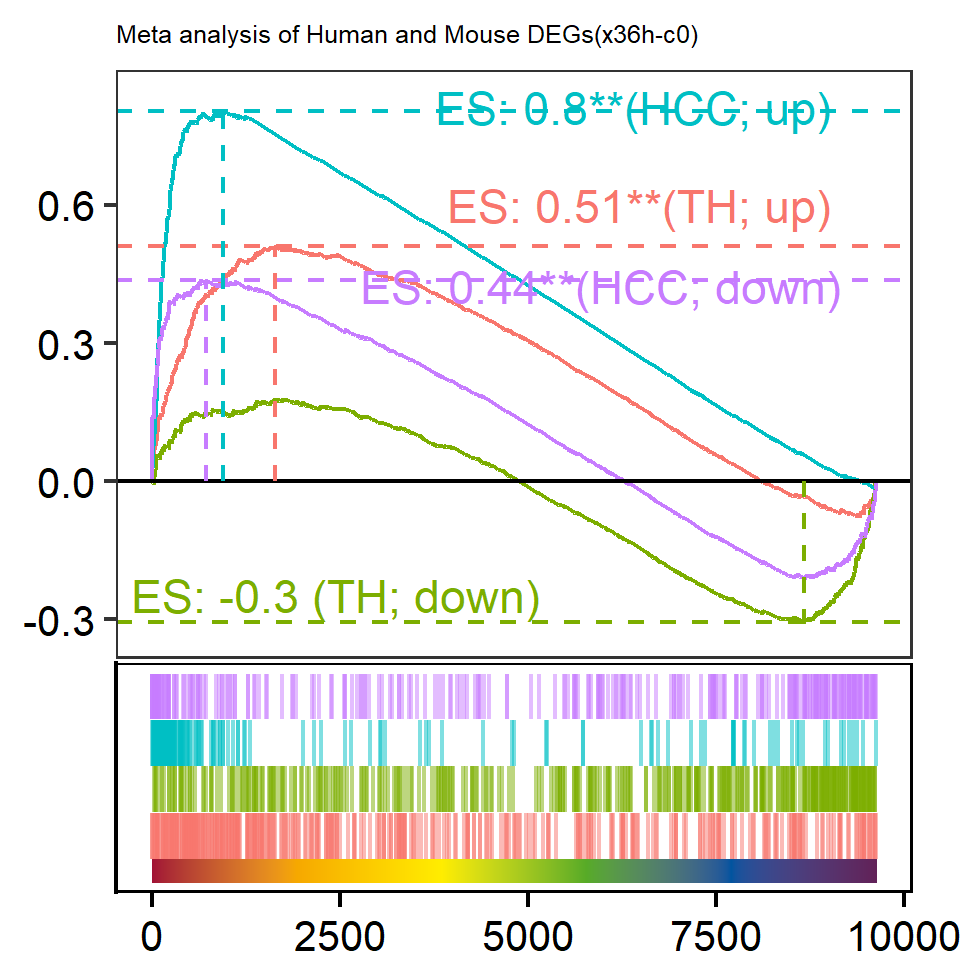 Meta analysis of Human and Mouse DEGs(x36h-c0)
ES: 0.8**(HCC; up)
0.6
ES: 0.51**(TH; up)
ES: 0.44**(HCC; down)
0.3
0.0
ES: -0.3 (TH; down)
-0.3
0 2500 5000 7500 10000